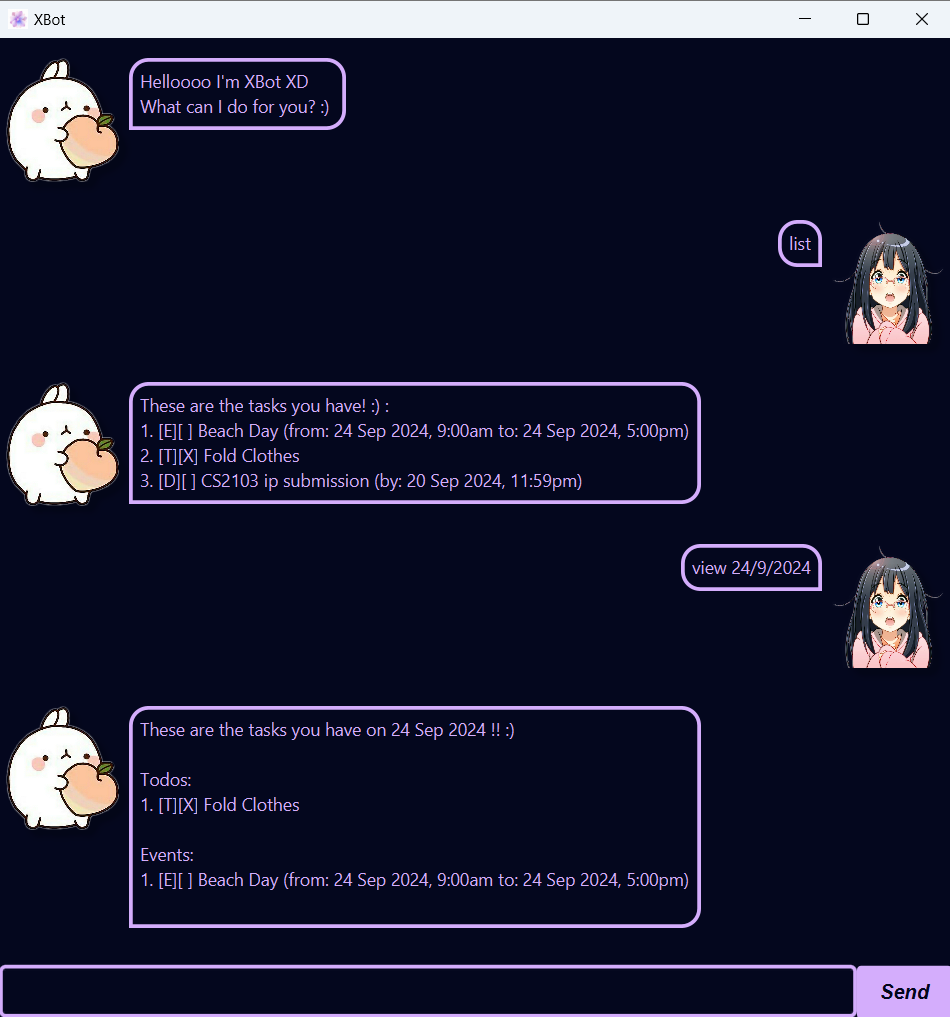 XBot
Helloooo I'm XBot XD
What can I do for you? :)
list
These are the tasks you have! :) :
1. [E][ ] Beach Day (from: 24 Sep 2024, 9:00am to: 24 Sep 2024, 5:00pm)
2. [T][X] Fold Clothes
3. [D][ ] CS2103 ip submission (by: 20 Sep 2024, 11:59pm)
view 24/9/2024
These are the tasks you have on 24 Sep 2024 !! :)
Todos:
1. [T][X] Fold Clothes
Events:
1. [E][ ] Beach Day (from: 24 Sep 2024, 9:00am to: 24 Sep 2024, 5:00pm)
Send